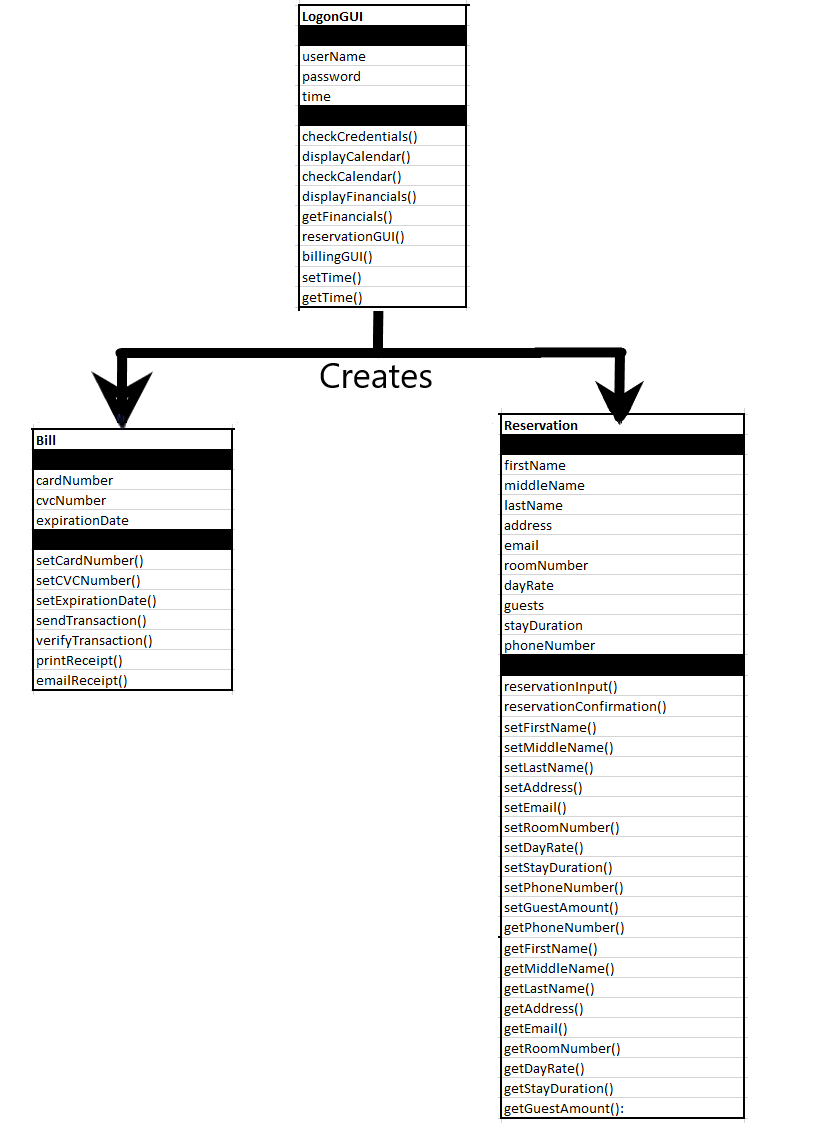 LogonGUI
userName
password
time
checkCredentials()
displayCalendar()
checkCalendar()
displayFinancials()
getFinancials()
reservationGUI()
billingGUI()
setTime()
getTime()
Creates
Bill
cardNumber
cvcNumber
expirationDate
setCardNumber()
setCVCNumber()
setExpirationDate()
sendTransaction()
verifyTransaction()
printReceipt()
emailReceipt()
Reservation
firstName
middleName
lastName
address
email
roomNumber
dayRate
guests
stayDuration
phoneNumber
reservationInput()
reservationConfirmation()
setFirstName()
setMiddleName()
setLastName()
setAddress()
setEmail()
setRoomNumber()
setDayRate()
setStayDuration()
setPhoneNumber()
setGuestAmount()
getPhoneNumber()
getFirstName()
getMiddleName()
getLastName()
getAddress()
getEmail()
getRoomNumber()
getDayRate()
getStayDuration()
getGuestAmount():